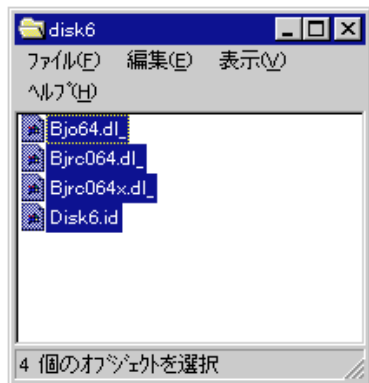 disk6
ﾌｧｲﾙ(F) 編集(E) 表示(V)
ﾍﾙﾌﾟ(H)
Bjo64.dl_
Bjrc064.dl_
Bjrc064x.dl_
Disk6.id
4 個のｵﾌﾞｼﾞｪｸﾄを選択